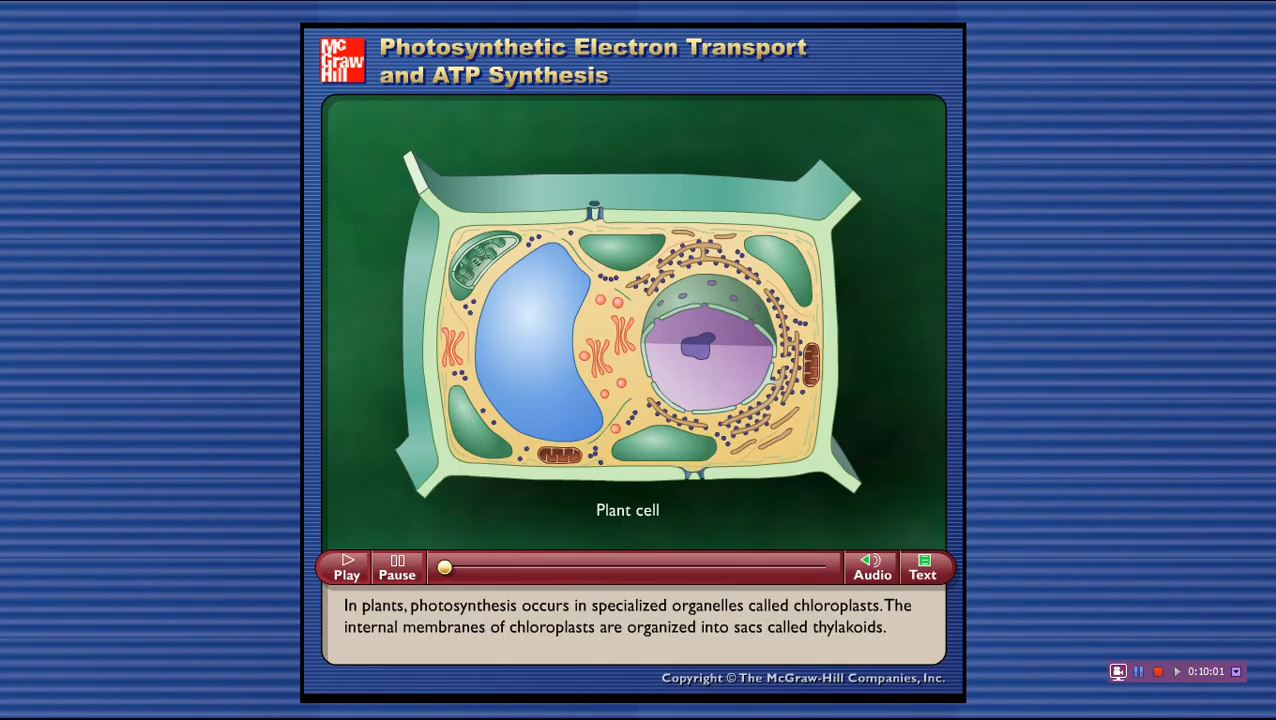 Mc
Graw
Hill
Photosynthetic Electron Transport
and ATP Synthesis
Plant cell
Play
Pause
Audio
Text
In plants, photosynthesis occurs in specialized organelles called chloroplasts. The
internal membranes of chloroplasts are organized into sacs called thylakoids.
Copyright © The McGraw-Hill Companies, Inc.
0:10:01